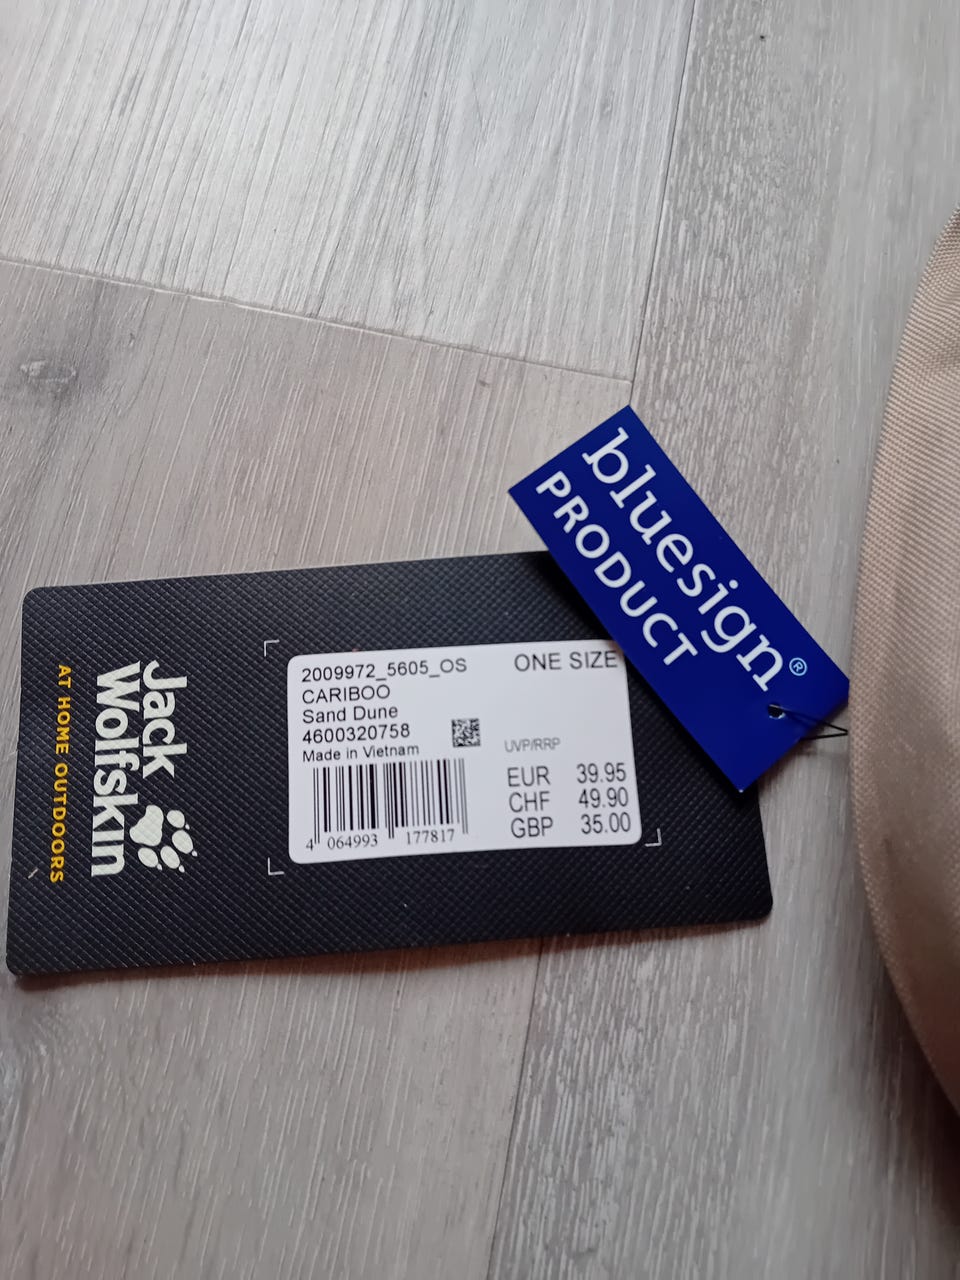 bluesign®
PRODUCT
Jack
Wolfskin
AT HOME OUTDOORS
2009972_5605_OS ONE SIZE
CARIBOO
Sand Dune
4600320758
Made in Vietnam
UVP/RRP
EUR 39.95
CHF 49.90
GBP 35.00
4 064993 177817